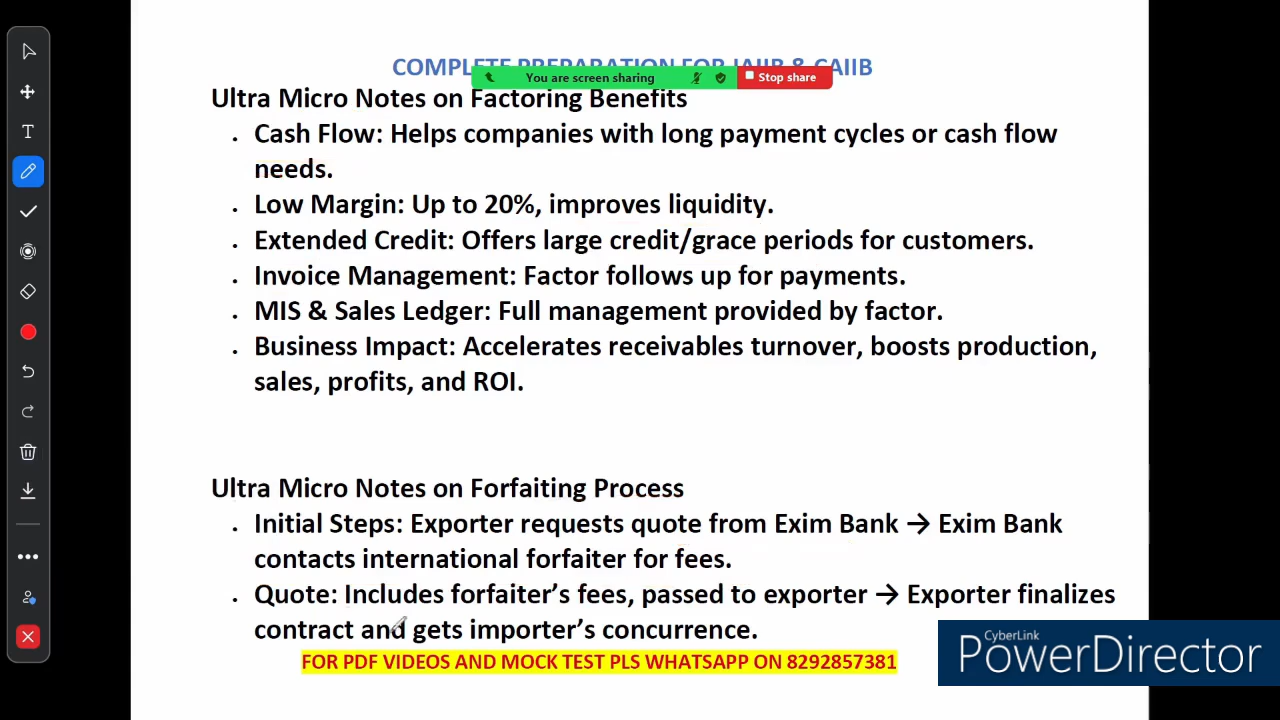 COMPLETE PREPARATION FOR JAIIB & CAIIB
You are screen sharing
Stop share
Ultra Micro Notes on Factoring Benefits
• Cash Flow: Helps companies with long payment cycles or cash flow
needs.
• Low Margin: Up to 20%, improves liquidity.
• Extended Credit: Offers large credit/grace periods for customers.
• Invoice Management: Factor follows up for payments.
• MIS & Sales Ledger: Full management provided by factor.
• Business Impact: Accelerates receivables turnover, boosts production,
sales, profits, and ROI.
Ultra Micro Notes on Forfaiting Process
• Initial Steps: Exporter requests quote from Exim Bank → Exim Bank
contacts international forfaiter for fees.
• Quote: Includes forfaiter’s fees, passed to exporter → Exporter finalizes
contract and gets importer’s concurrence.
FOR PDF VIDEOS AND MOCK TEST PLS WHATSAPP ON 8292857381
CyberLink
PowerDirector
T